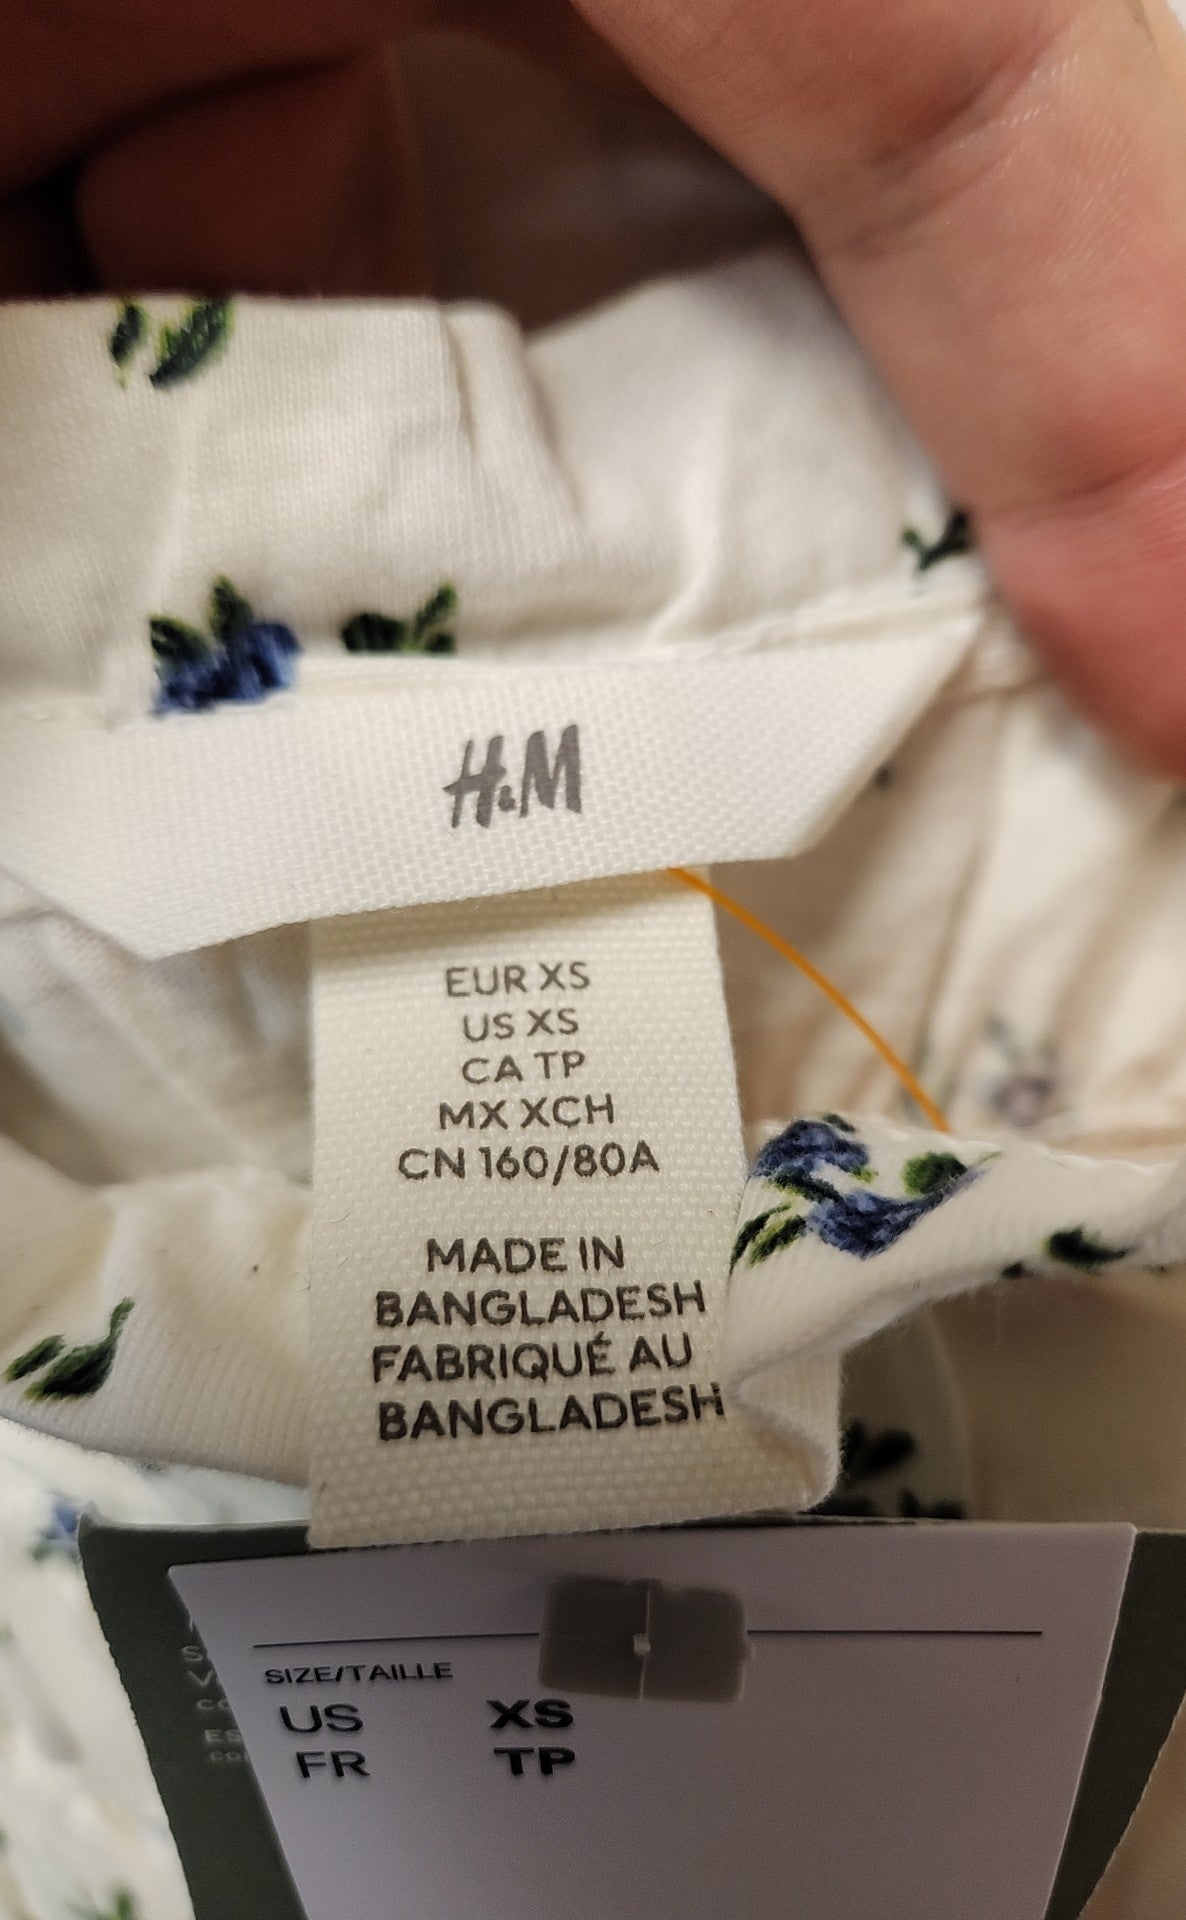 H&M
EUR XS
US XS
CA TP
MX XCH
CN 160/80A
MADE IN
BANGLADESH
FABRIQUÉ AU
BANGLADESH
SIZE/TAILLE
US XS
FR TP